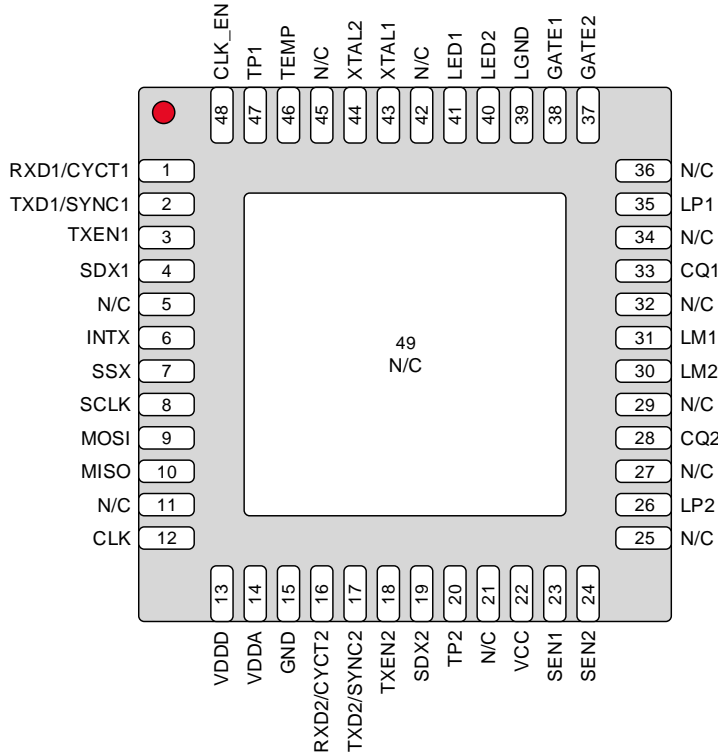 CLK_EN
TP1
TEMP
N/C
XTAL2
XTAL1
N/C
LED1
LED2
LGND
GATE1
GATE2
48
47
46
45
44
43
42
41
40
39
38
37
RXD1/CYCT1 1
TXD1/SYNC1 2
TXEN1 3
SDX1 4
N/C 5
INTX 6
SSX 7
SCLK 8
MOSI 9
MISO 10
N/C 11
CLK 12
49
N/C
36 N/C
35 LP1
34 N/C
33 CQ1
32 N/C
31 LM1
30 LM2
29 N/C
28 CQ2
27 N/C
26 LP2
25 N/C
13
14
15
16
17
18
19
20
21
22
23
24
VDDD
VDDA
GND
RXD2/CYCT2
TXD2/SYNC2
TXEN2
SDX2
TP2
N/C
VCC
SEN1
SEN2